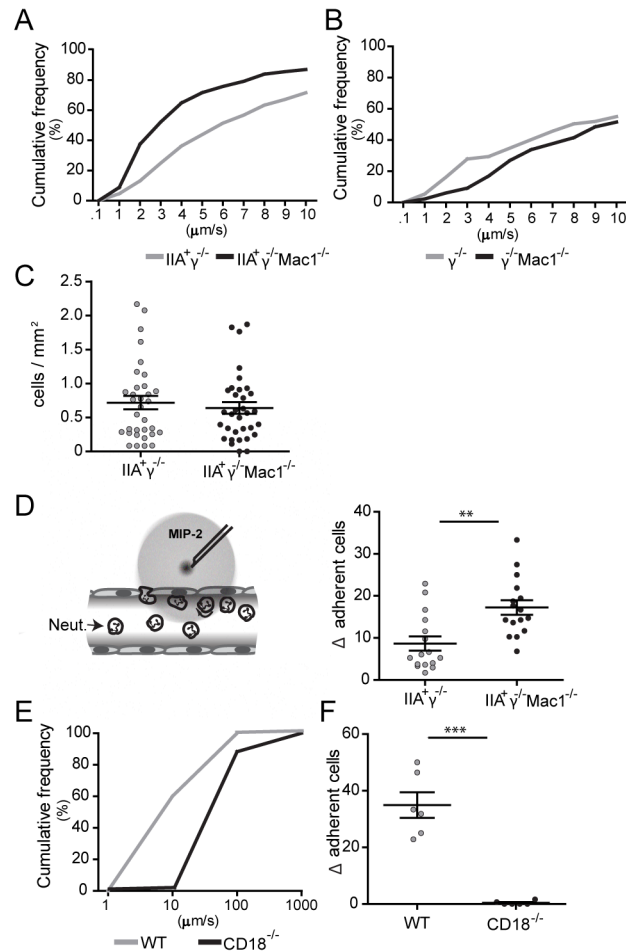 A
Cumulative frequency
(%)
100
80
60
40
20
0
.1 1 2 3 4 5 6 7 8 9 10
(μm/s)
IIA⁺γ⁻/⁻ IIA⁺γ⁻/⁻Mac1⁻/⁻
B
Cumulative frequency
(%)
100
80
60
40
20
0
.1 1 2 3 4 5 6 7 8 9 10
(μm/s)
γ⁻/⁻ γ⁻/⁻Mac1⁻/⁻
C
cells / mm²
2.5
2.0
1.5
1.0
0.5
0
IIA⁺γ⁻/⁻ IIA⁺γ⁻/⁻Mac1⁻/⁻
D
MIP-2
Neut.
Δ adherent cells
40
30
20
10
0
**
IIA⁺γ⁻/⁻ IIA⁺γ⁻/⁻Mac1⁻/⁻
E
Cumulative frequency
(%)
100
80
60
40
20
0
1 10 100 1000
(μm/s)
WT CD18⁻/⁻
F
Δ adherent cells
60
40
20
0
***
WT CD18⁻/⁻